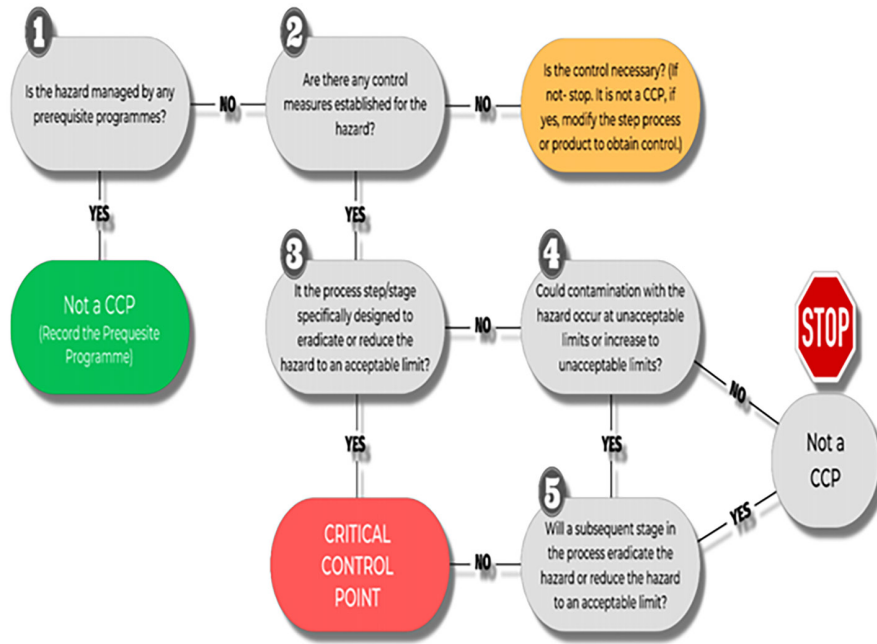 1
Is the hazard managed by any
prerequisite programmes?
NO
2
Are there any control
measures established for the
hazard?
NO
Is the control necessary? (If
not- stop. It is not a CCP, if
yes, modify the step process
or product to obtain control.)
YES
Not a CCP
(Record the Prequesite
Programme)
YES
3
It the process step/stage
specifically designed to
eradicate or reduce the
hazard to an acceptable limit?
NO
4
Could contamination with the
hazard occur at unacceptable
limits or increase to
unacceptable limits?
NO
STOP
Not a
CCP
YES
CRITICAL
CONTROL
POINT
YES
NO
5
Will a subsequent stage in
the process eradicate the
hazard or reduce the hazard
to an acceptable limit?
YES